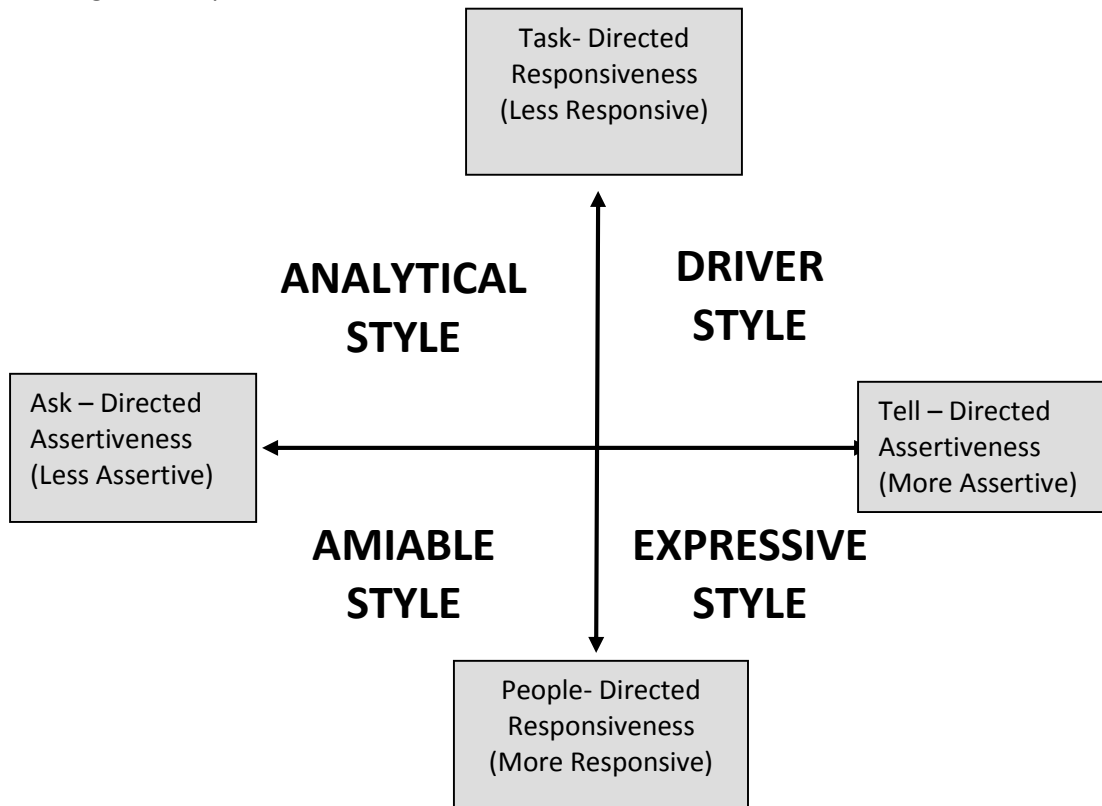 Task- Directed
Responsiveness
(Less Responsive)
ANALYTICAL
STYLE
DRIVER
STYLE
Ask – Directed
Assertiveness
(Less Assertive)
Tell – Directed
Assertiveness
(More Assertive)
AMIABLE
STYLE
EXPRESSIVE
STYLE
People- Directed
Responsiveness
(More Responsive)